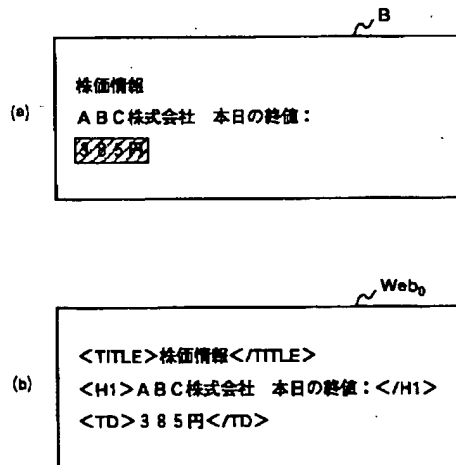 B
(a)
株価情報
ＡＢＣ株式会社　本日の終値：
３８５円
Web₀
(b)
<TITLE>株価情報</TITLE>
<H1>ＡＢＣ株式会社　本日の終値：</H1>
<TD>３８５円</TD>